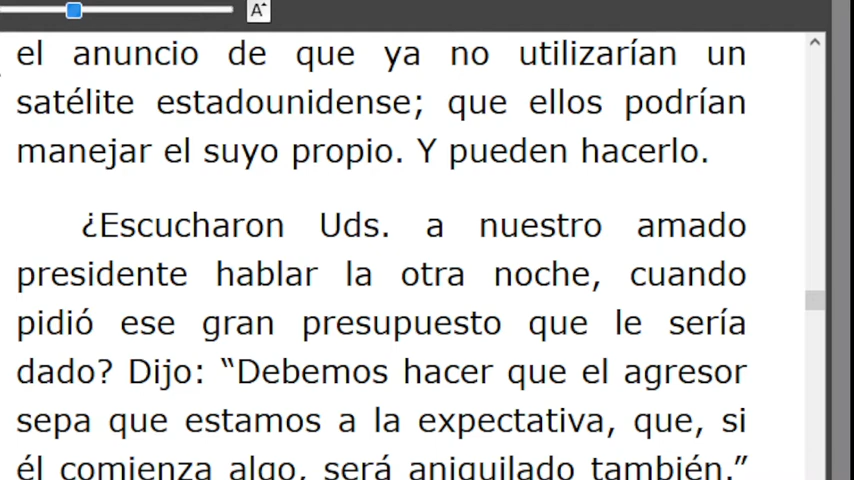 A
el anuncio de que ya no utilizarían un
satélite estadounidense; que ellos podrían
manejar el suyo propio. Y pueden hacerlo.
¿Escucharon Uds. a nuestro amado
presidente hablar la otra noche, cuando
pidió ese gran presupuesto que le sería
dado? Dijo: “Debemos hacer que el agresor
sepa que estamos a la expectativa, que, si
él comienza algo, será aniquilado también.”